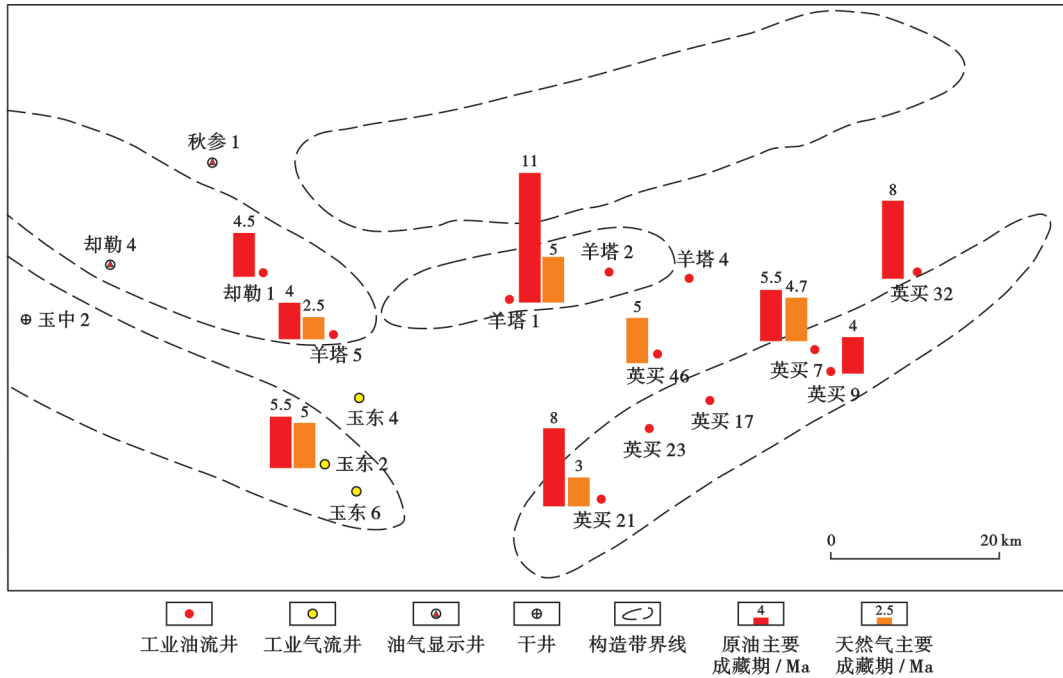 秋参 1
11
8
4.5
却勒 4
却勒 1
5
羊塔 2
羊塔 4
英买 32
玉中 2
4
2.5
羊塔 5
羊塔 1
5
英买 46
5.5
4.7
英买 7
4
英买 9
玉东 4
英买 17
英买 23
5.5
5
玉东 2
玉东 6
8
3
英买 21
0
20 km
工业油流井
工业气流井
油气显示井
干井
构造带界线
4
原油主要
成藏期 / Ma
2.5
天然气主要
成藏期 / Ma